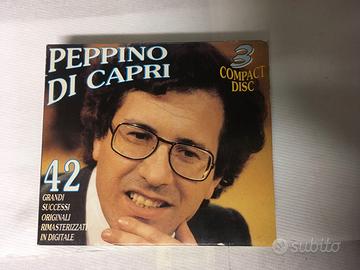 PEPPINO
DI CAPRI
3
COMPACT
DISC
42
GRANDI
SUCCESSI
ORIGINALI
RIMASTERIZZATI
IN DIGITALE
subito